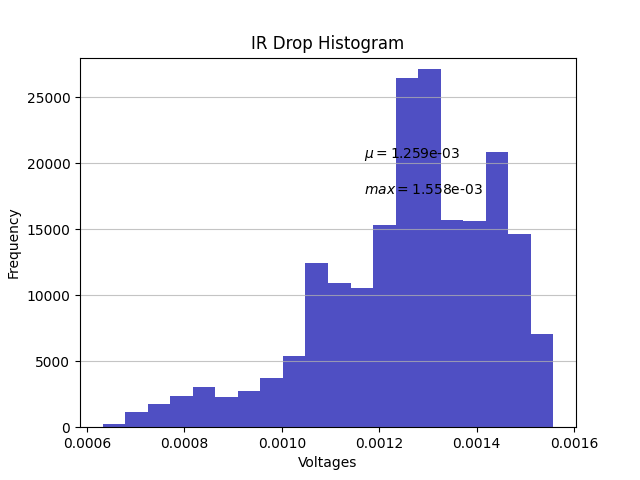 IR Drop Histogram
25000
20000
15000
10000
5000
0
Frequency
μ = 1.259e-03
max = 1.558e-03
0.0006 0.0008 0.0010 0.0012 0.0014 0.0016
Voltages